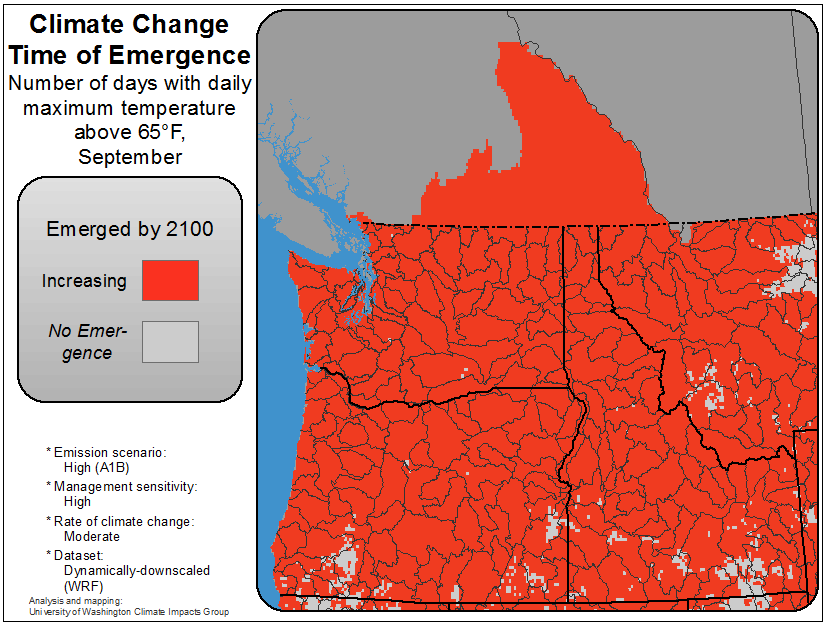 Climate Change
Time of Emergence
Number of days with daily
maximum temperature
above 65°F,
September
Emerged by 2100
Increasing
No Emer-
gence
* Emission scenario:
High (A1B)
* Management sensitivity:
High
* Rate of climate change:
Moderate
* Dataset:
Dynamically-downscaled
(WRF)
Analysis and mapping:
University of Washington Climate Impacts Group